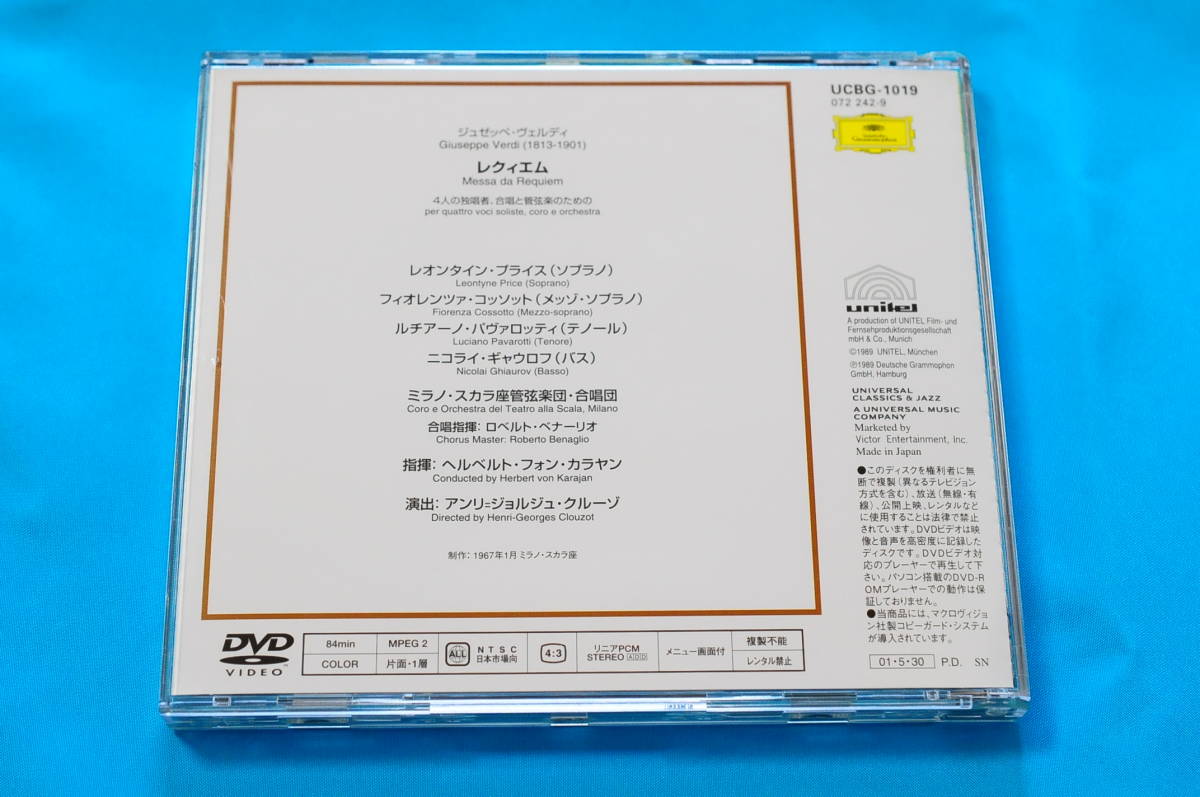 ジュゼッペ・ヴェルディ
Giuseppe Verdi (1813-1901)
レクィエム
Messa da Requiem
4人の独唱者、合唱と管弦楽のための
per quattro voci soliste, coro e orchestra
レオンタイン・プライス(ソプラノ)
Leontyne Price (Soprano)
フィオレンツァ・コッソット(メッゾ・ソプラノ)
Fiorenza Cossotto (Mezzo-soprano)
ルチアーノ・パヴァロッティ(テノール)
Luciano Pavarotti (Tenore)
ニコライ・ギャウロフ(バス)
Nicolai Ghiaurov (Basso)
ミラノ・スカラ座管弦楽団・合唱団
Coro e Orchestra del Teatro alla Scala, Milano
合唱指揮: ロベルト・ベナーリオ
Chorus Master: Roberto Benaglio
指揮: ヘルベルト・フォン・カラヤン
Conducted by Herbert von Karajan
演出: アンリ=ジョルジュ・クルーゾ
Directed by Henri-Georges Clouzot
制作: 1967年1月 ミラノ・スカラ座
UCBG-1019
072 242-9
Deutsche
Grammophon
unitel
A production of UNITEL Film- und
Fernsehproduktionsgesellschaft
mbH & Co., Munich
©1989 UNITEL, München
℗1989 Deutsche Grammophon
GmbH, Hamburg
UNIVERSAL
CLASSICS & JAZZ
A UNIVERSAL MUSIC
COMPANY
Marketed by
Victor Entertainment, Inc.
Made in Japan
●このディスクを権利者に無
断で複製(異なるテレビジョン
方式を含む)、放送(無線・有
線)、公開上映、レンタルなど
に使用することは法律で禁止
されています。DVDビデオは映
像と音声を高密度に記録した
ディスクです。DVDビデオ対
応のプレーヤーで再生して下
さい。パソコン搭載のDVD-R
OMプレーヤーでの動作は保
証しておりません。
●当商品には、マクロヴィジョ
ン社製コピーガード・システム
が導入されています。
01・5・30 P.D. SN
DVD
VIDEO™
84min
COLOR
MPEG 2
片面・1層
ALL
NTSC
日本市場向
4:3
リニアPCM
STEREO ADD
メニュー画面付
複製不能
レンタル禁止